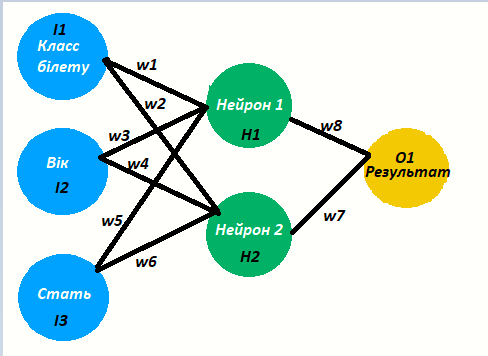 I1
Класс
білету
w1
w2
Нейрон 1
H1
w3
w4
Вік
I2
w8
O1
Результат
w5
w6
Нейрон 2
H2
w7
Стать
I3